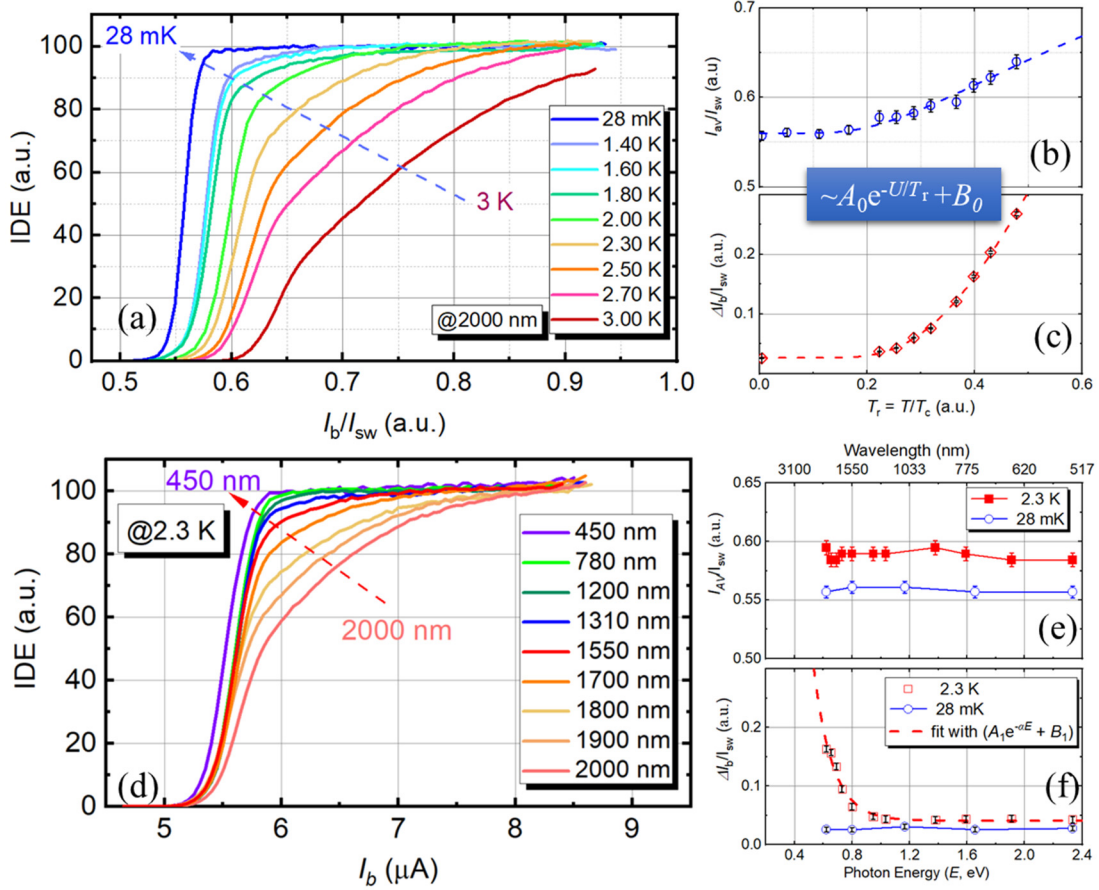 (a)
IDE (a.u.)
100
80
60
40
20
0
28 mK
3 K
@2000 nm
28 mK
1.40 K
1.60 K
1.80 K
2.00 K
2.30 K
2.50 K
2.70 K
3.00 K
0.5 0.6 0.7 0.8 0.9 1.0
Ib/Isw (a.u.)
Iav/Isw (a.u)
0.7
0.6
0.5
(b)
~A0e-U/Tr+B0
ΔIb/Isw (a.u)
0.2
0.1
(c)
0.0 0.2 0.4 0.6
Tr = T/Tc (a.u.)
IDE (a.u.)
100
80
60
40
20
0
450 nm
@2.3 K
2000 nm
450 nm
780 nm
1200 nm
1310 nm
1550 nm
1700 nm
1800 nm
1900 nm
2000 nm
(d)
5 6 7 8 9
Ib (μA)
Wavelength (nm)
3100 1550 1033 775 620 517
IAV/Isw (a.u.)
0.65
0.60
0.55
0.50
2.3 K
28 mK
(e)
ΔIb/Isw (a.u.)
0.2
0.1
0.0
2.3 K
28 mK
fit with (A1e-αE + B1)
(f)
0.4 0.8 1.2 1.6 2.0 2.4
Photon Energy (E, eV)